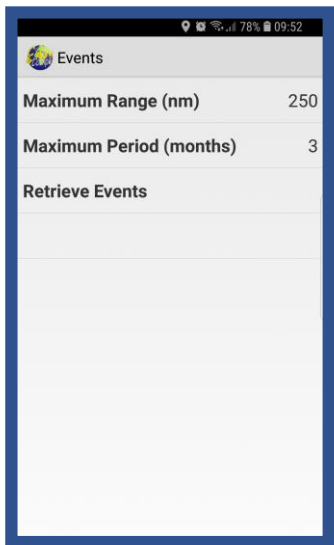 78% 09:52
Events
Maximum Range (nm) 250
Maximum Period (months) 3
Retrieve Events